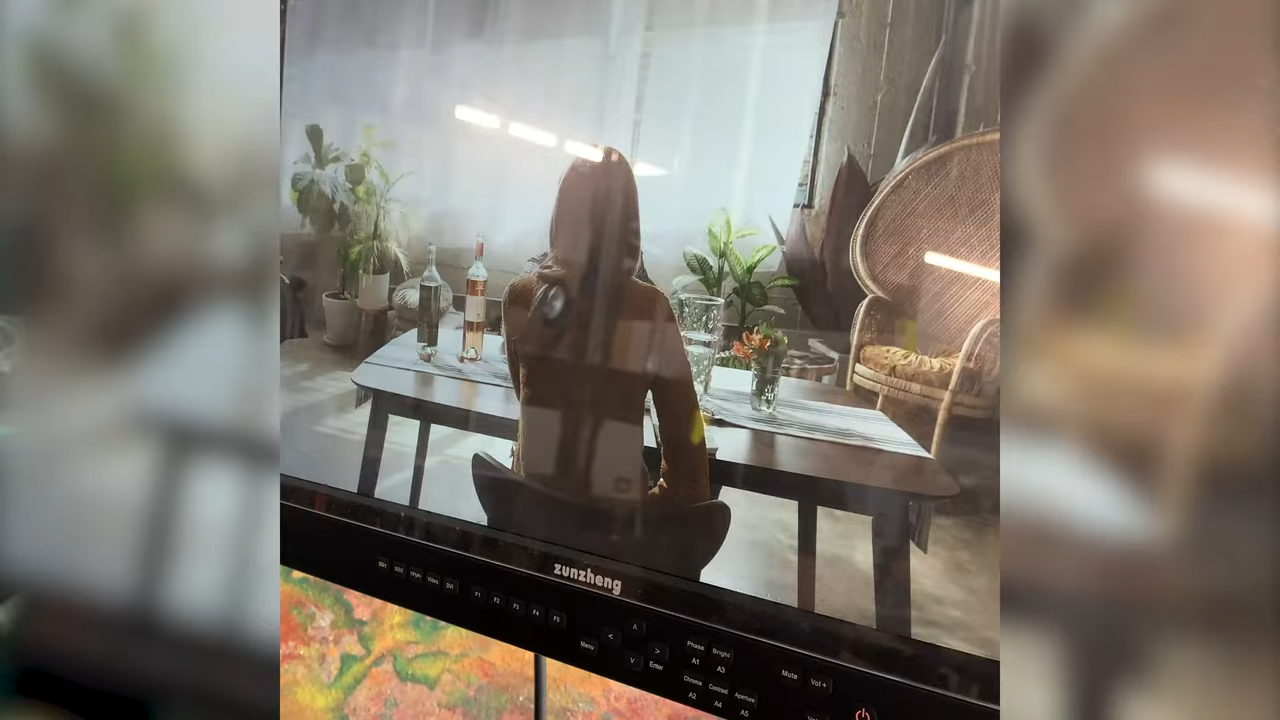 zunzheng
SDI1 SDI2 YPbPr Video DVI
F1 F2 F3 F4 F5
Menu < ∧ ∨ > Enter
Phase Bright
A1 A3
Chroma Contrast Aperture
A2 A4 A5
Mute Vol +